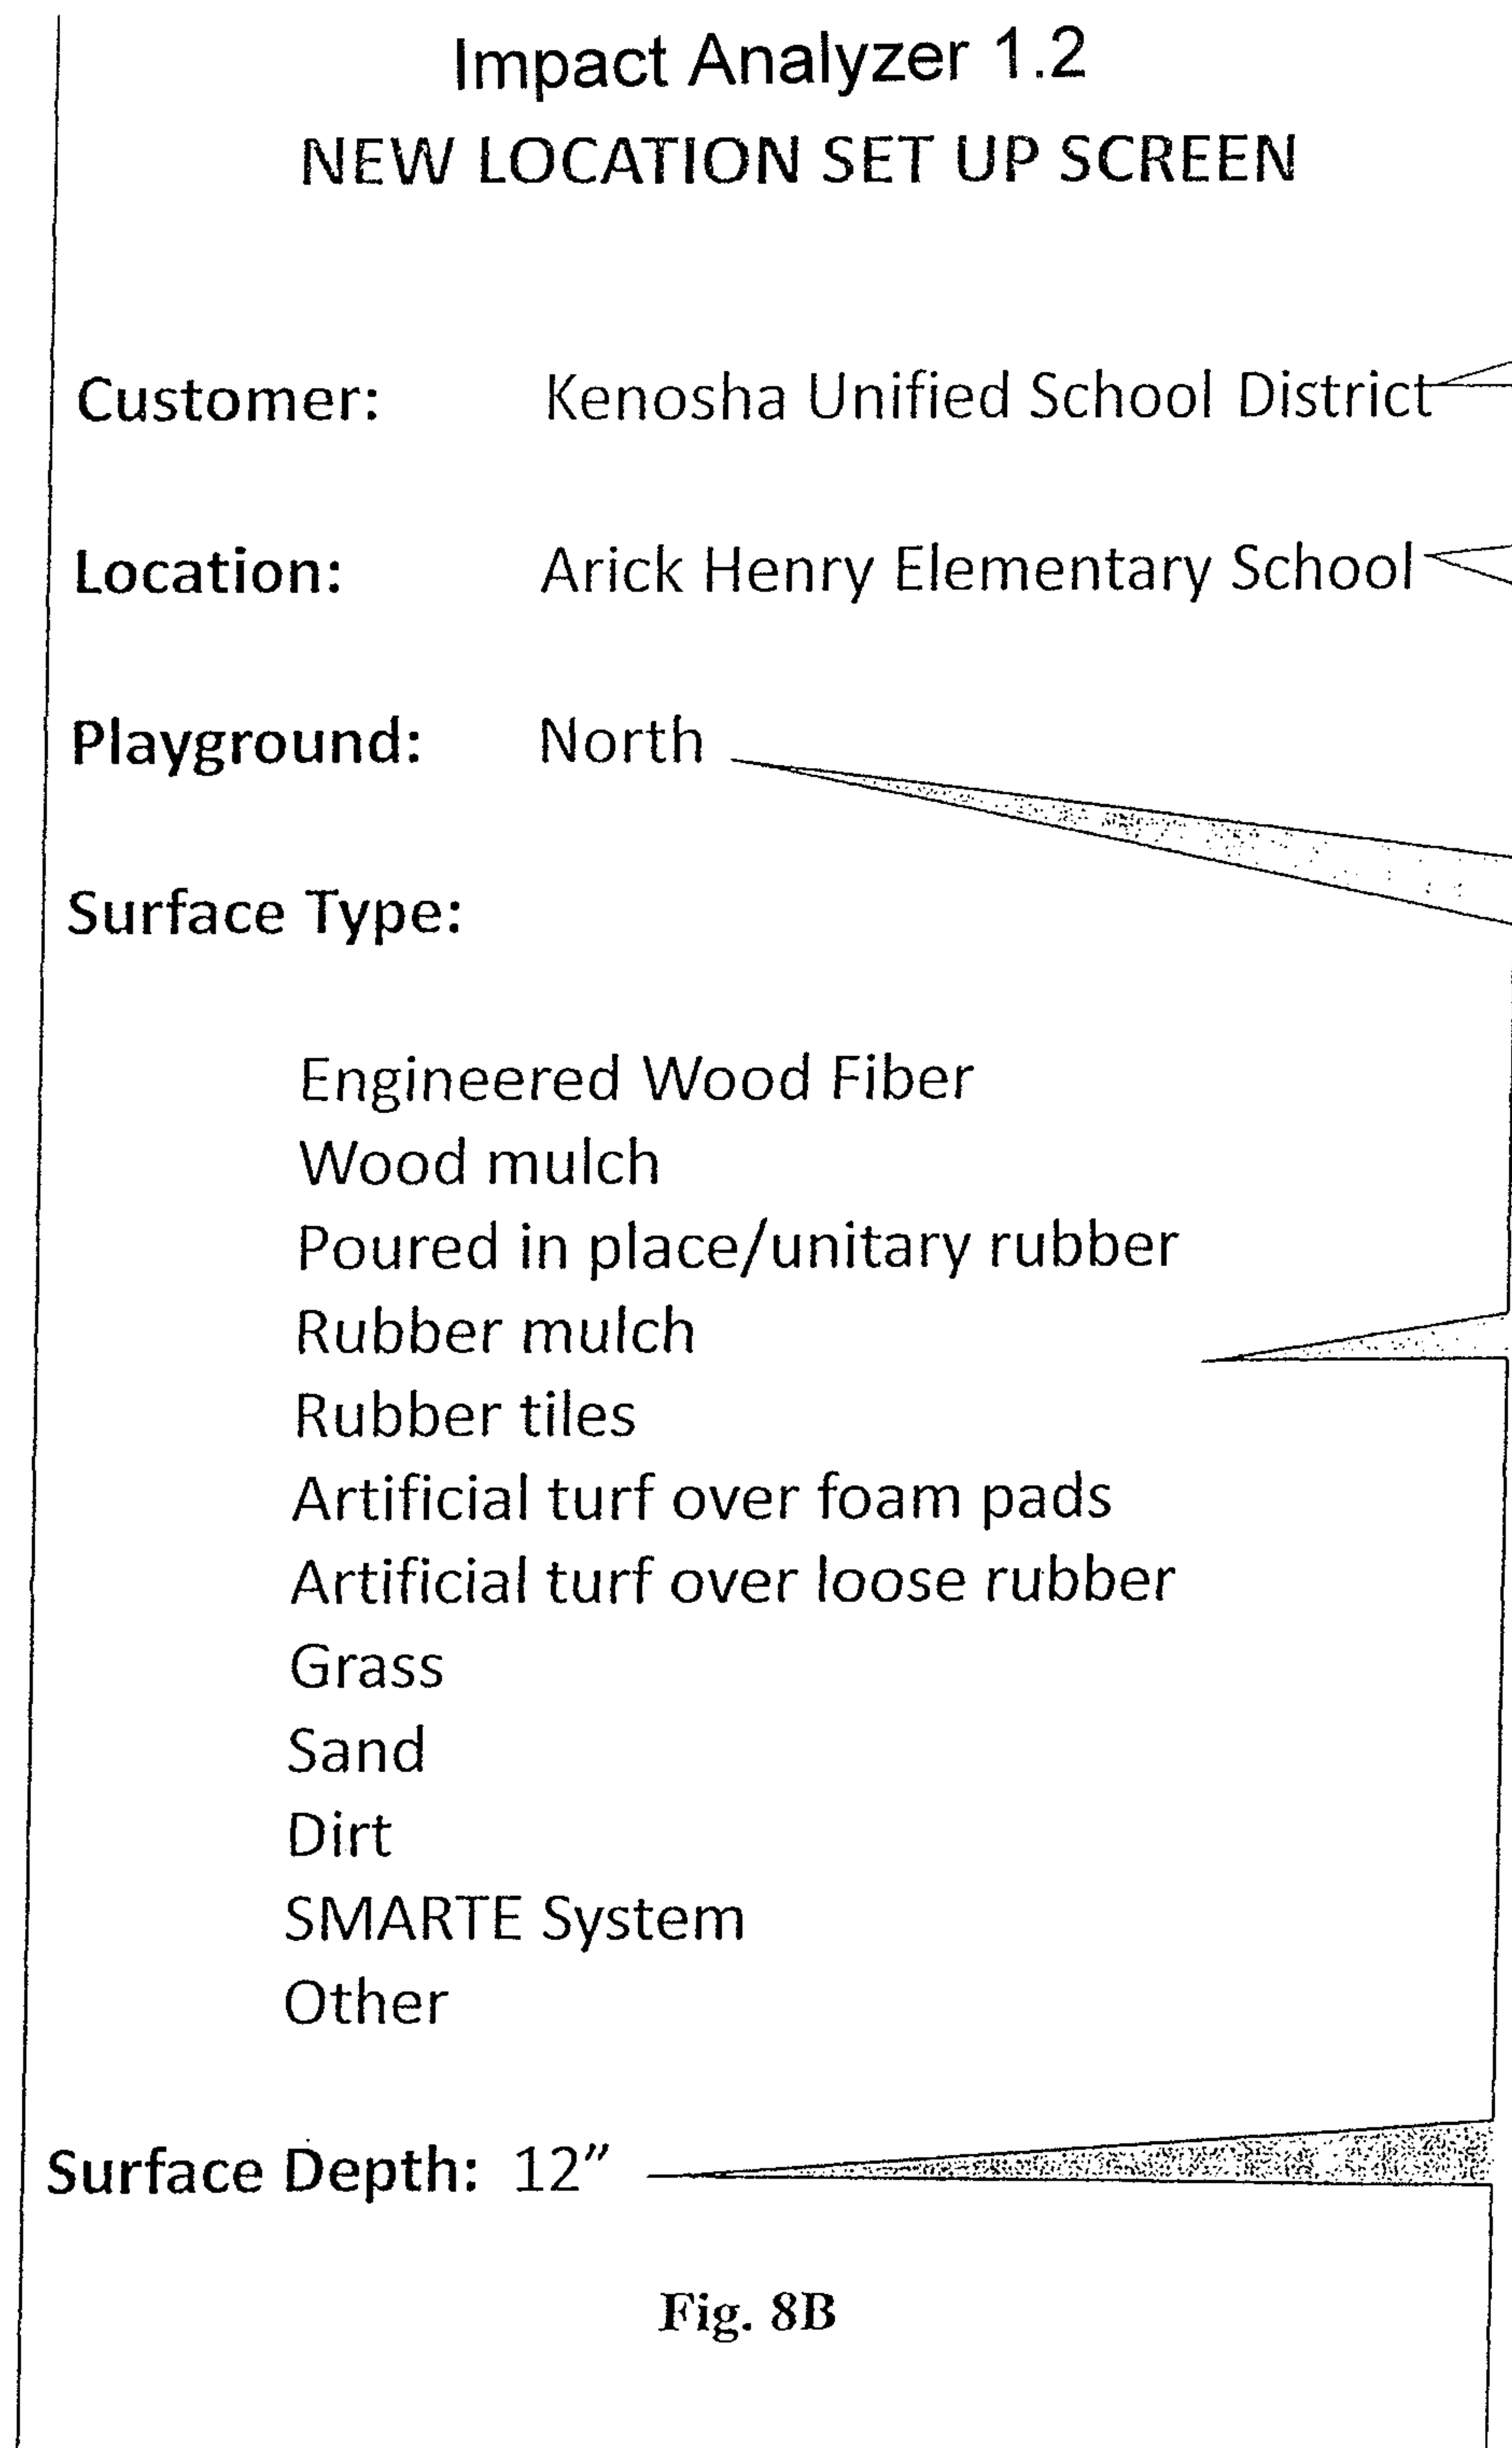 Impact Analyzer 1.2
NEW LOCATION SET UP SCREEN
Customer: Kenosha Unified School District
Location: Arick Henry Elementary School
Playground: North
Surface Type:
Engineered Wood Fiber
Wood mulch
Poured in place/unitary rubber
Rubber mulch
Rubber tiles
Artificial turf over foam pads
Artificial turf over loose rubber
Grass
Sand
Dirt
SMARTE System
Other
Surface Depth: 12"
Fig. 8B